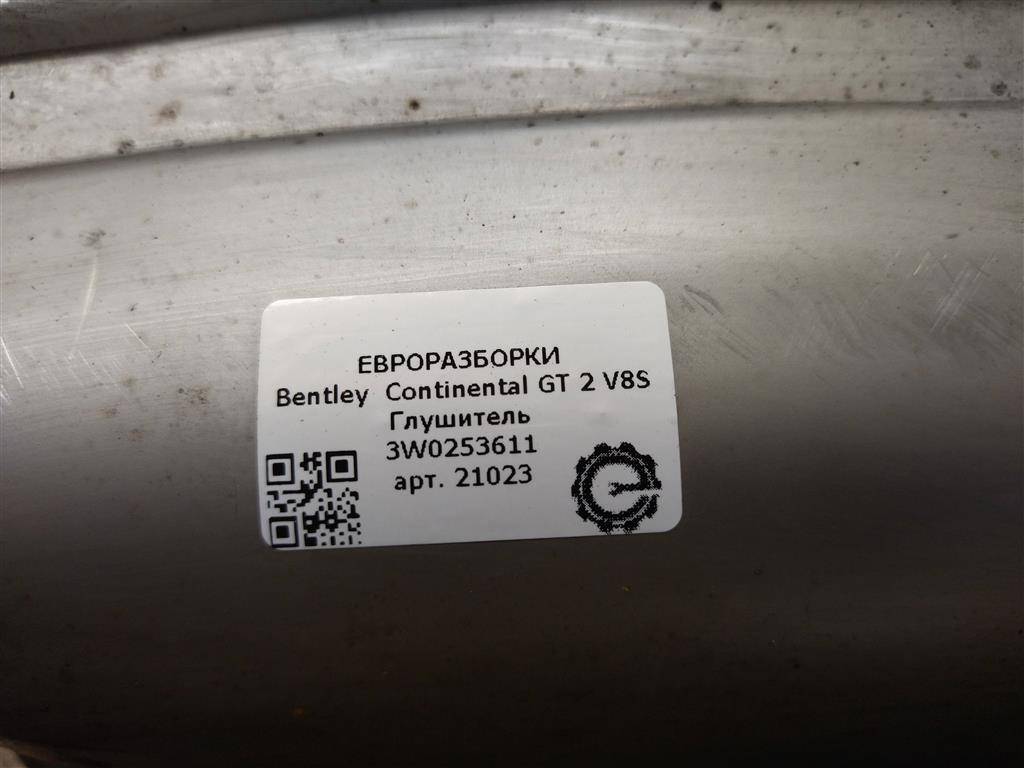 ЕВРОРАЗБОРКИ
Bentley Continental GT 2 V8S
Глушитель
3W0253611
арт. 21023